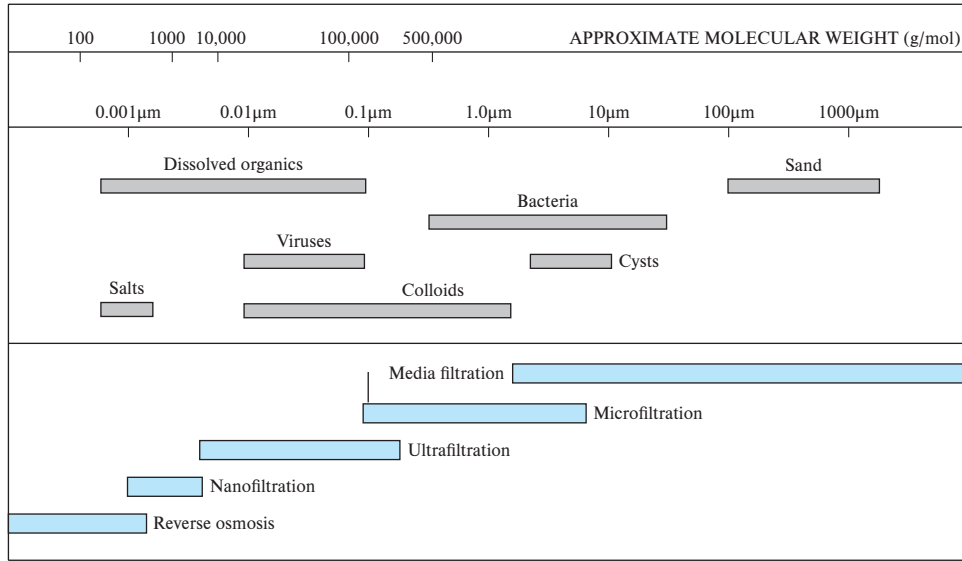 100 1000 10,000 100,000 500,000 APPROXIMATE MOLECULAR WEIGHT (g/mol)
0.001μm 0.01μm 0.1μm 1.0μm 10μm 100μm 1000μm
Dissolved organics Sand
Bacteria
Viruses Cysts
Salts Colloids
Media filtration
Microfiltration
Ultrafiltration
Nanofiltration
Reverse osmosis